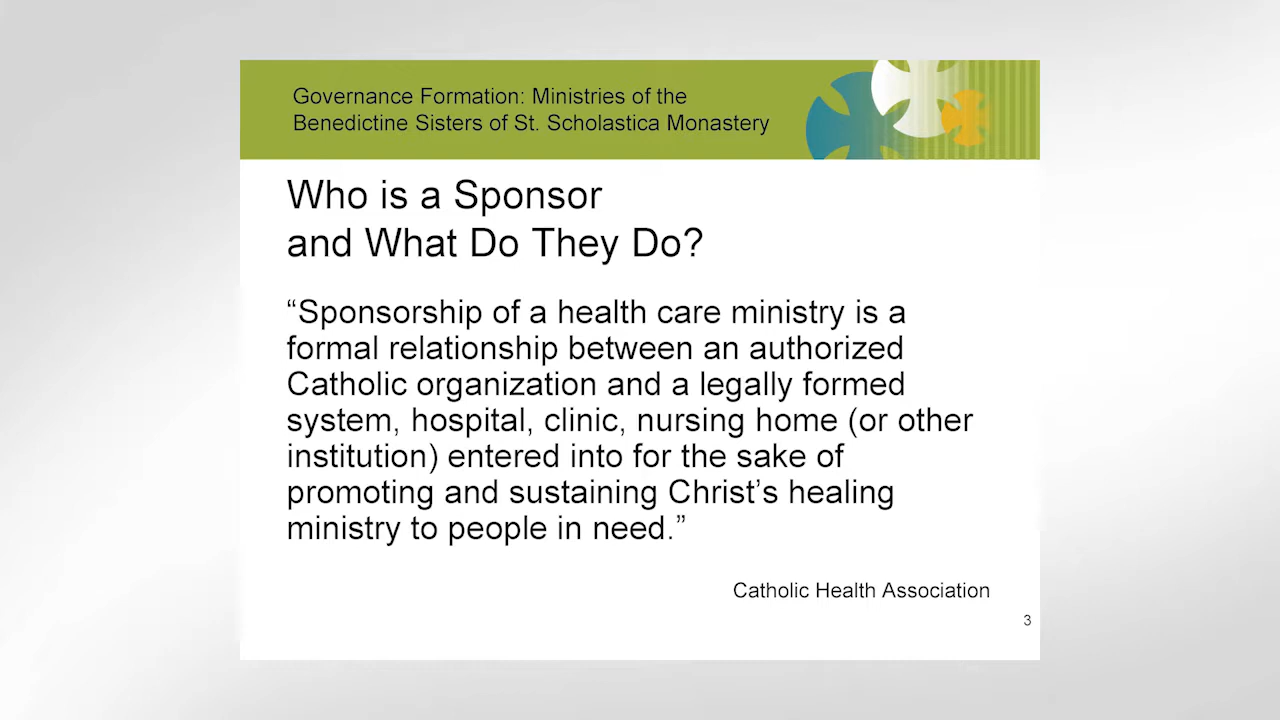 Governance Formation: Ministries of the
Benedictine Sisters of St. Scholastica Monastery
Who is a Sponsor
and What Do They Do?
“Sponsorship of a health care ministry is a
formal relationship between an authorized
Catholic organization and a legally formed
system, hospital, clinic, nursing home (or other
institution) entered into for the sake of
promoting and sustaining Christ’s healing
ministry to people in need.”
Catholic Health Association
3